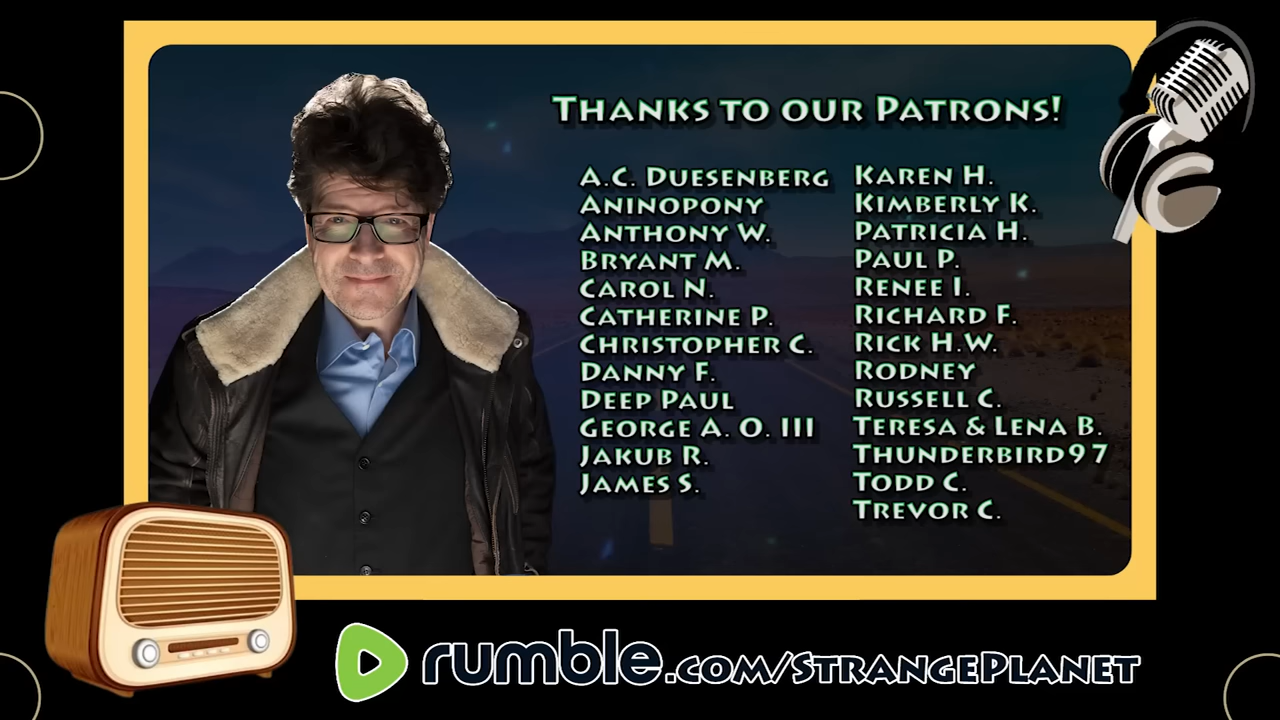 THANKS TO OUR PATRONS!
A.C. DUESENBERG
ANINOPONY
ANTHONY W.
BRYANT M.
CAROL N.
CATHERINE P.
CHRISTOPHER C.
DANNY F.
DEEP PAUL
GEORGE A. O. III
JAKUB R.
JAMES S.
KAREN H.
KIMBERLY K.
PATRICIA H.
PAUL P.
RENEE I.
RICHARD F.
RICK H.W.
RODNEY
RUSSELL C.
TERESA & LENA B.
THUNDERBIRD97
TODD C.
TREVOR C.
rumble.COM/STRANGEPLANET